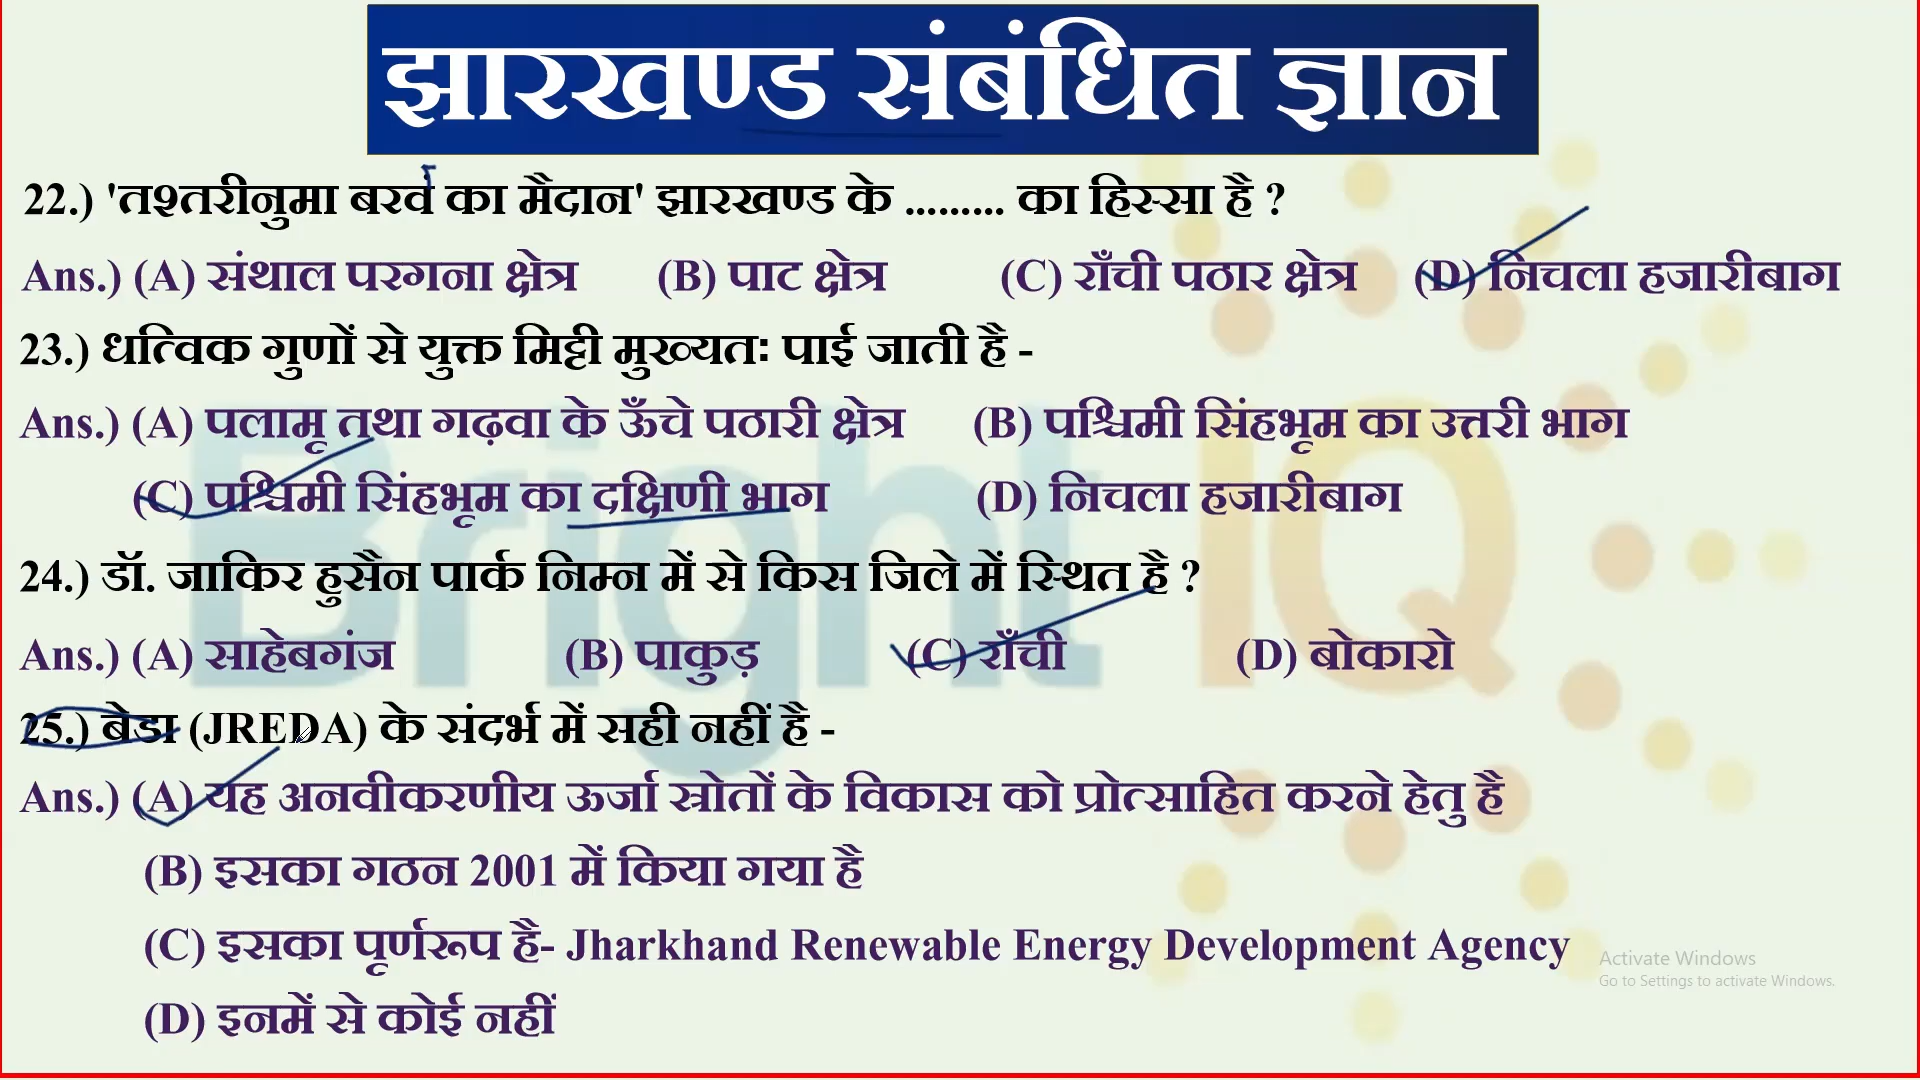 झारखण्ड संबंधित ज्ञान
22.) 'तश्तरीनुमा बरवे का मैदान' झारखण्ड के ......... का हिस्सा है ?
Ans.) (A) संथाल परगना क्षेत्र (B) पाट क्षेत्र (C) राँची पठार क्षेत्र (D) निचला हजारीबाग
23.) धत्विक गुणों से युक्त मिट्टी मुख्यतः पाई जाती है -
Ans.) (A) पलामू तथा गढ़वा के ऊँचे पठारी क्षेत्र (B) पश्चिमी सिंहभूम का उत्तरी भाग
(C) पश्चिमी सिंहभूम का दक्षिणी भाग (D) निचला हजारीबाग
24.) डॉ. जाकिर हुसैन पार्क निम्न में से किस जिले में स्थित है ?
Ans.) (A) साहेबगंज (B) पाकुड़ (C) राँची (D) बोकारो
25.) बेडा (JREDA) के संदर्भ में सही नहीं है -
Ans.) (A) यह अनवीकरणीय ऊर्जा स्रोतों के विकास को प्रोत्साहित करने हेतु है
(B) इसका गठन 2001 में किया गया है
(C) इसका पूर्णरूप है- Jharkhand Renewable Energy Development Agency
(D) इनमें से कोई नहीं
Bright IQ
Activate Windows
Go to Settings to activate Windows.